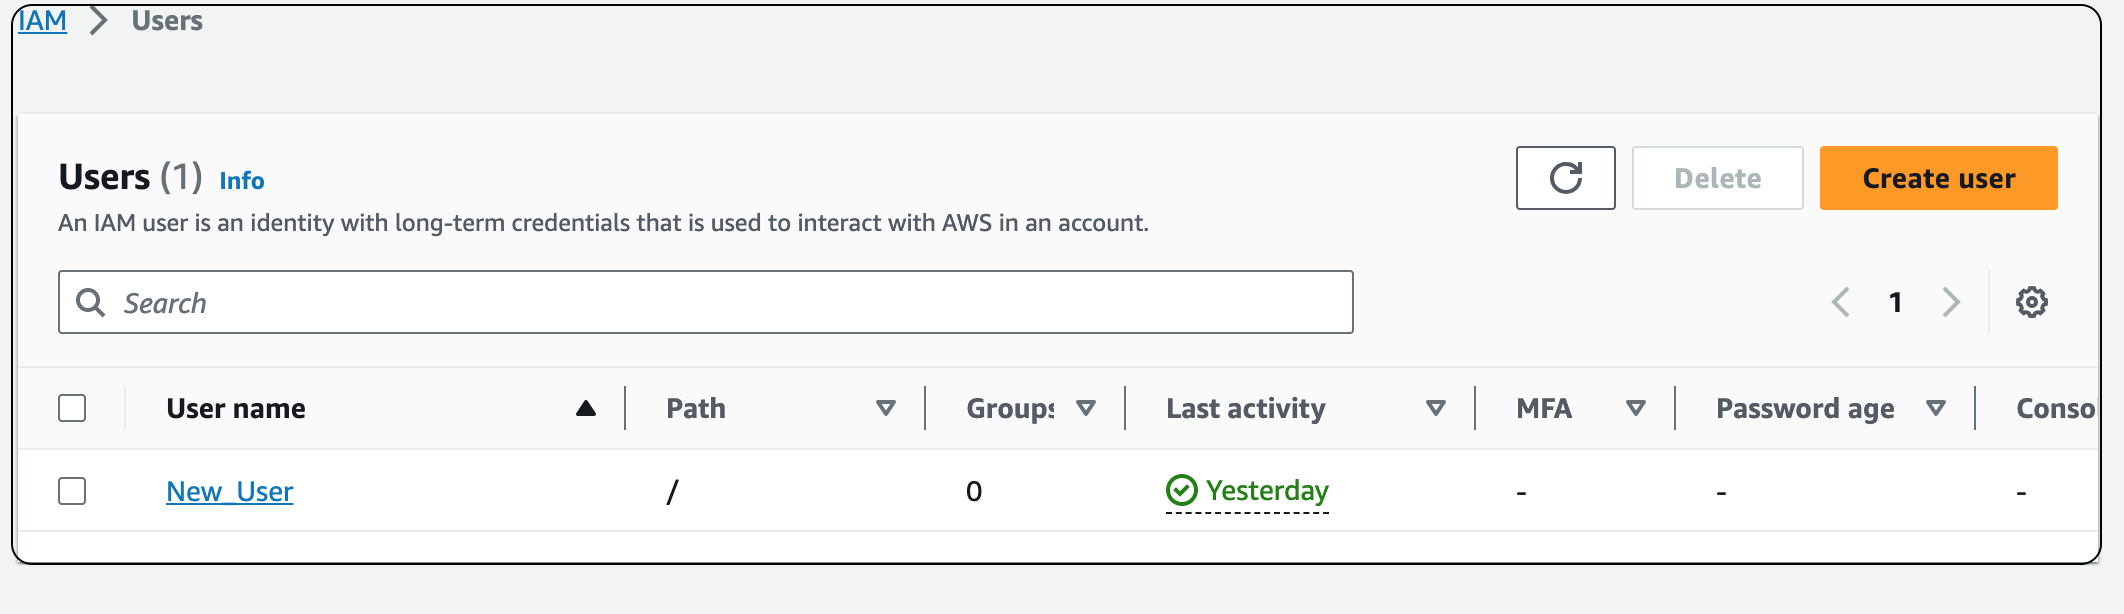 IAM > Users
Users (1) Info
Delete
Create user
An IAM user is an identity with long-term credentials that is used to interact with AWS in an account.
Search
1
User name
Path
Groups
Last activity
MFA
Password age
Conso
New_User
/
0
Yesterday
-
-
-